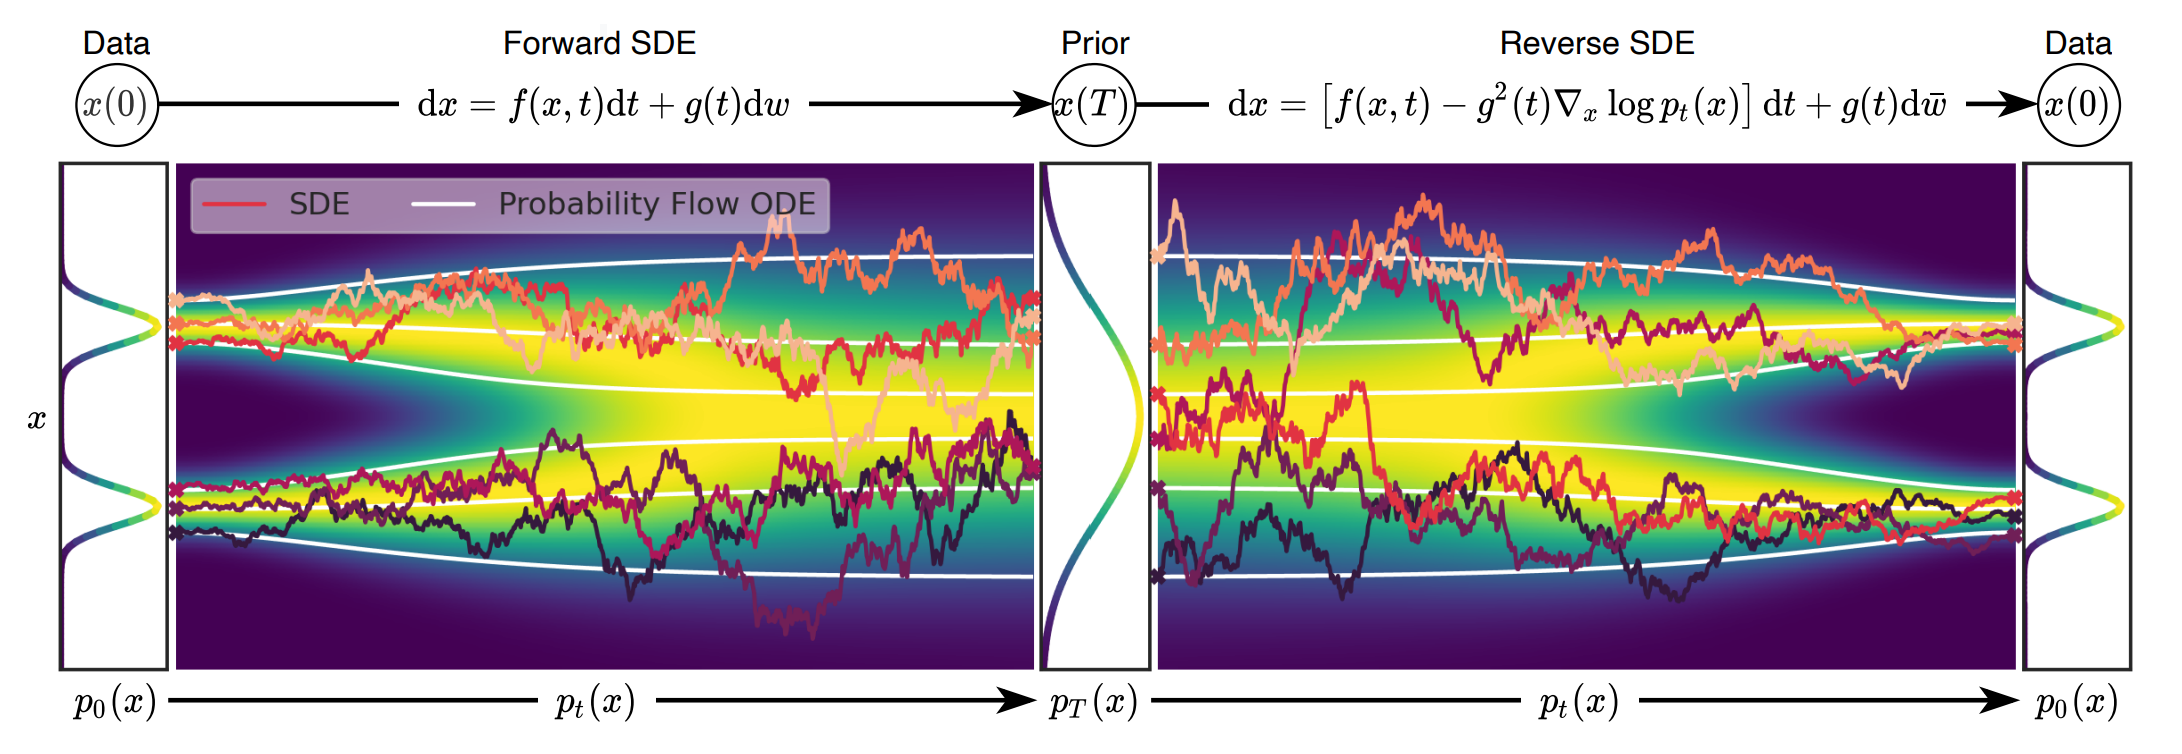 Data Forward SDE Prior Reverse SDE Data
x(0) dx = f(x, t)dt + g(t)dw x(T) dx = [f(x, t) − g²(t)∇ₓ log pₜ(x)] dt + g(t)dw̄ x(0)
SDE Probability Flow ODE
x
p₀(x) pₜ(x) p_T(x) pₜ(x) p₀(x)